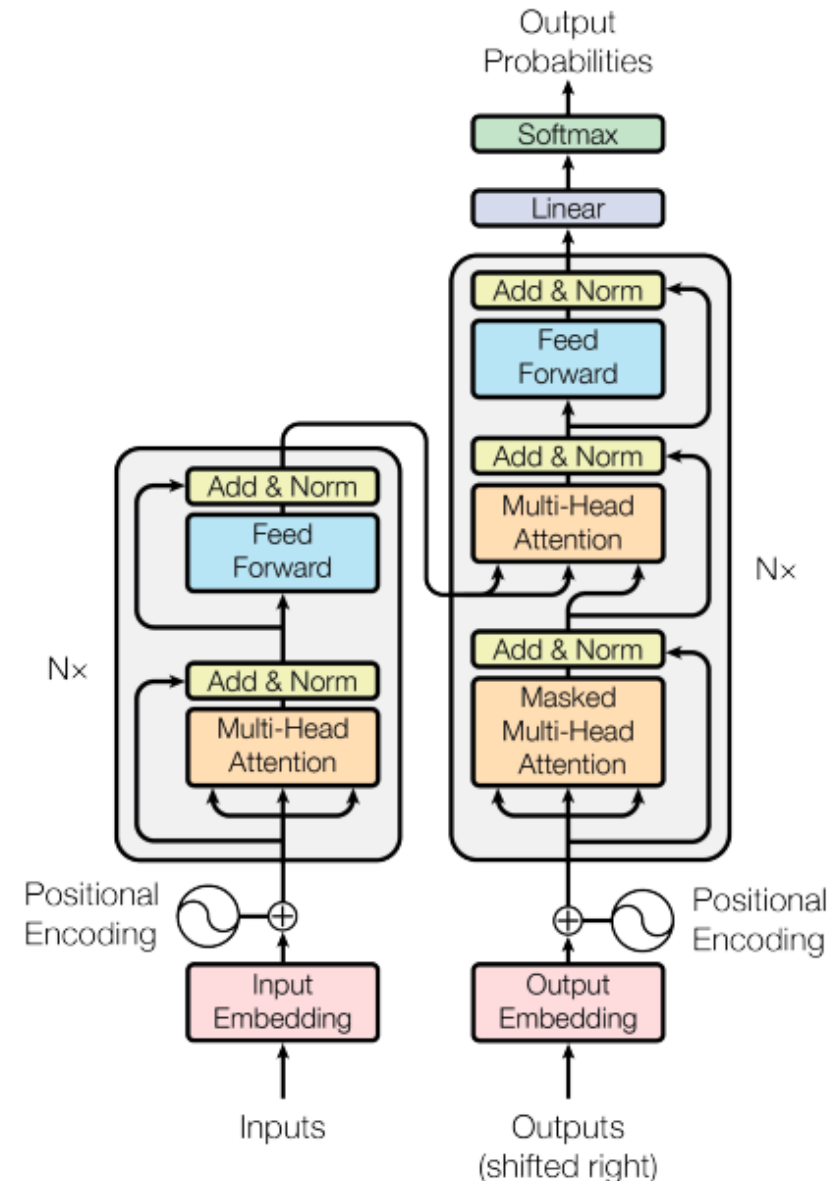 Output
Probabilities
Softmax
Linear
Add & Norm
Feed
Forward
Add & Norm
Multi-Head
Attention
Add & Norm
Masked
Multi-Head
Attention
N×
Add & Norm
Feed
Forward
Add & Norm
Multi-Head
Attention
N×
Positional
Encoding
Positional
Encoding
Input
Embedding
Output
Embedding
Inputs
Outputs
(shifted right)